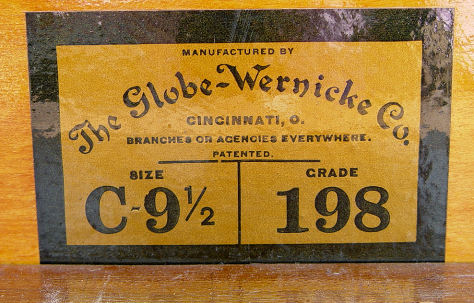 MANUFACTURED BY
The Globe-Wernicke Co.
CINCINNATI, O.
BRANCHES OR AGENCIES EVERYWHERE.
PATENTED.
SIZE
C-9½
GRADE
198